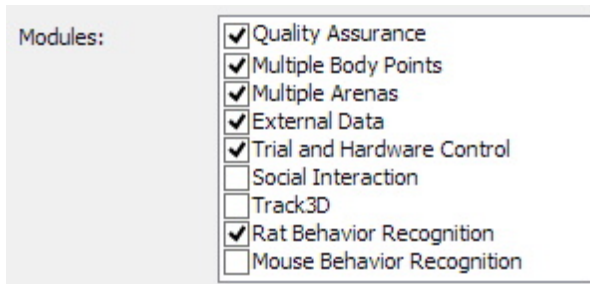 Modules:
Quality Assurance
Multiple Body Points
Multiple Arenas
External Data
Trial and Hardware Control
Social Interaction
Track3D
Rat Behavior Recognition
Mouse Behavior Recognition